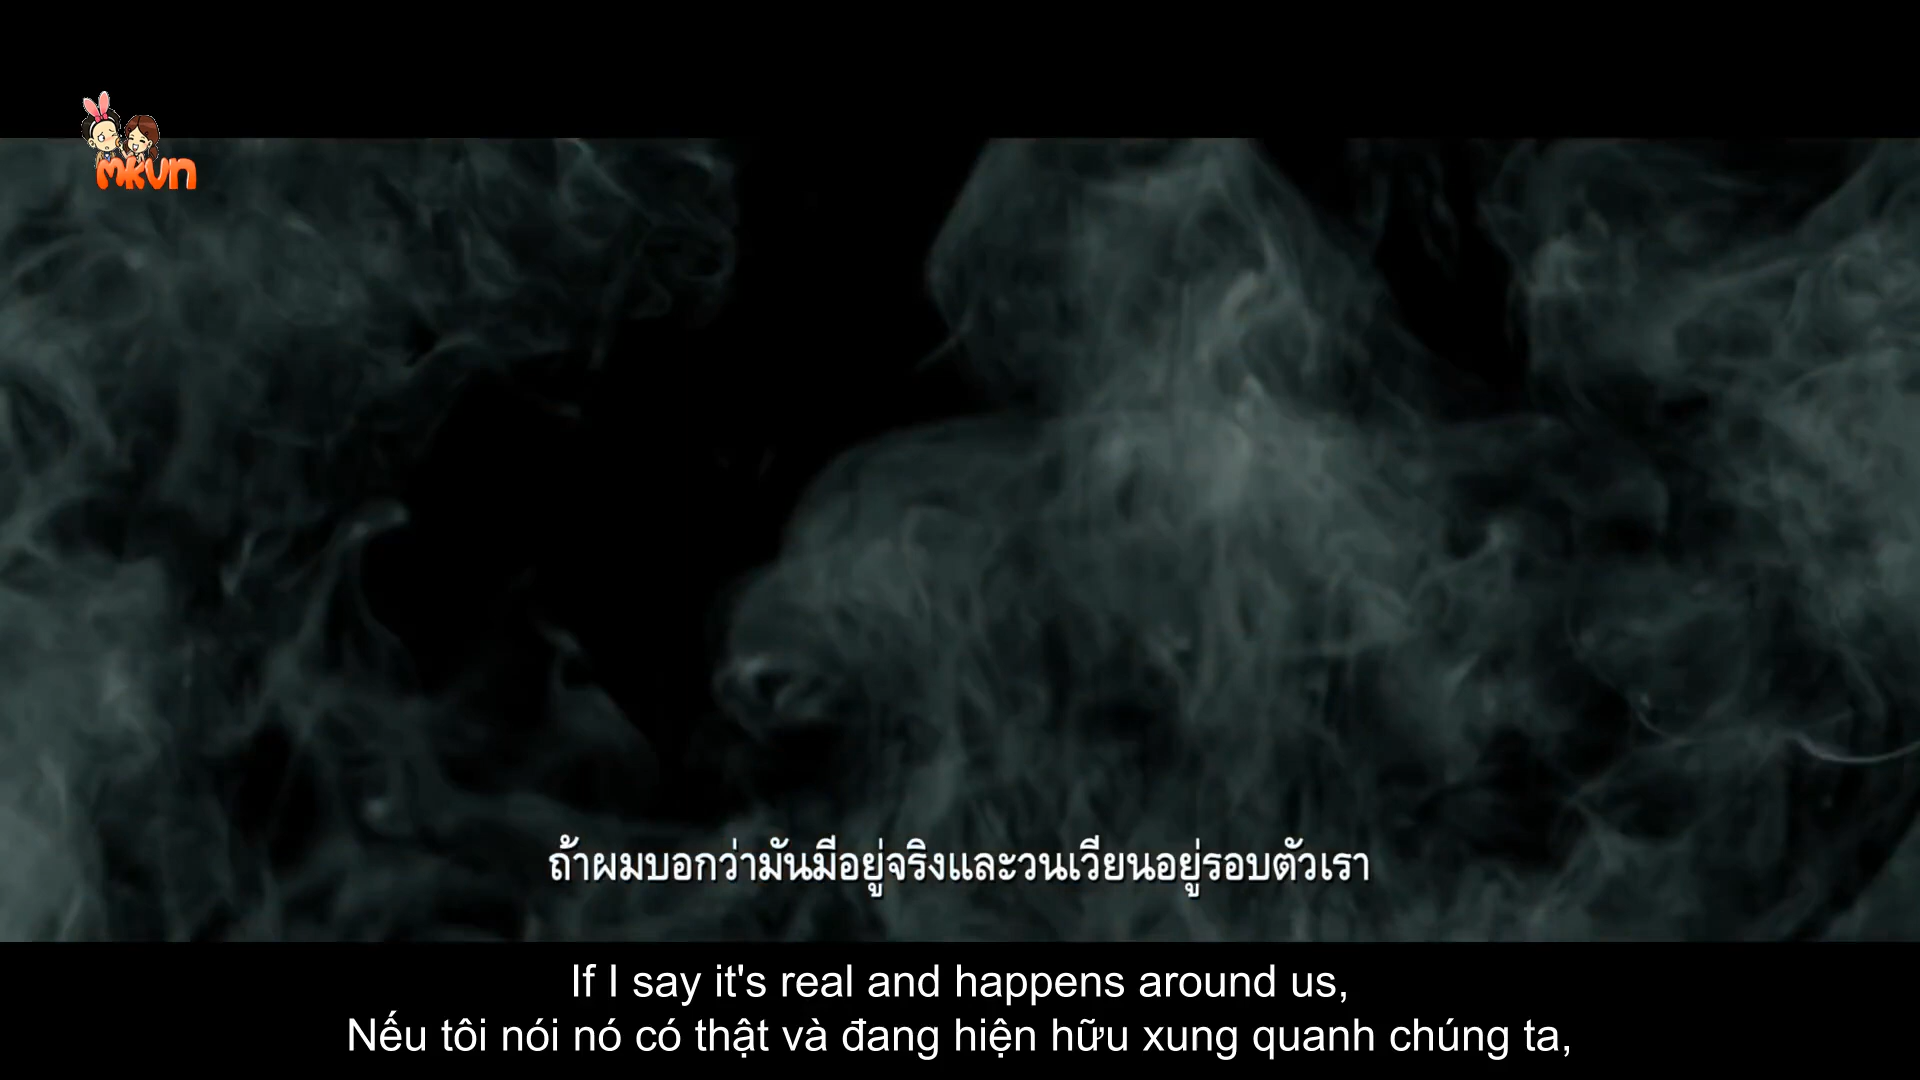 MKVN
ถ้าผมบอกว่ามันมีอยู่จริงและวนเวียนอยู่รอบตัวเรา
If I say it's real and happens around us,
Nếu tôi nói nó có thật và đang hiện hữu xung quanh chúng ta,